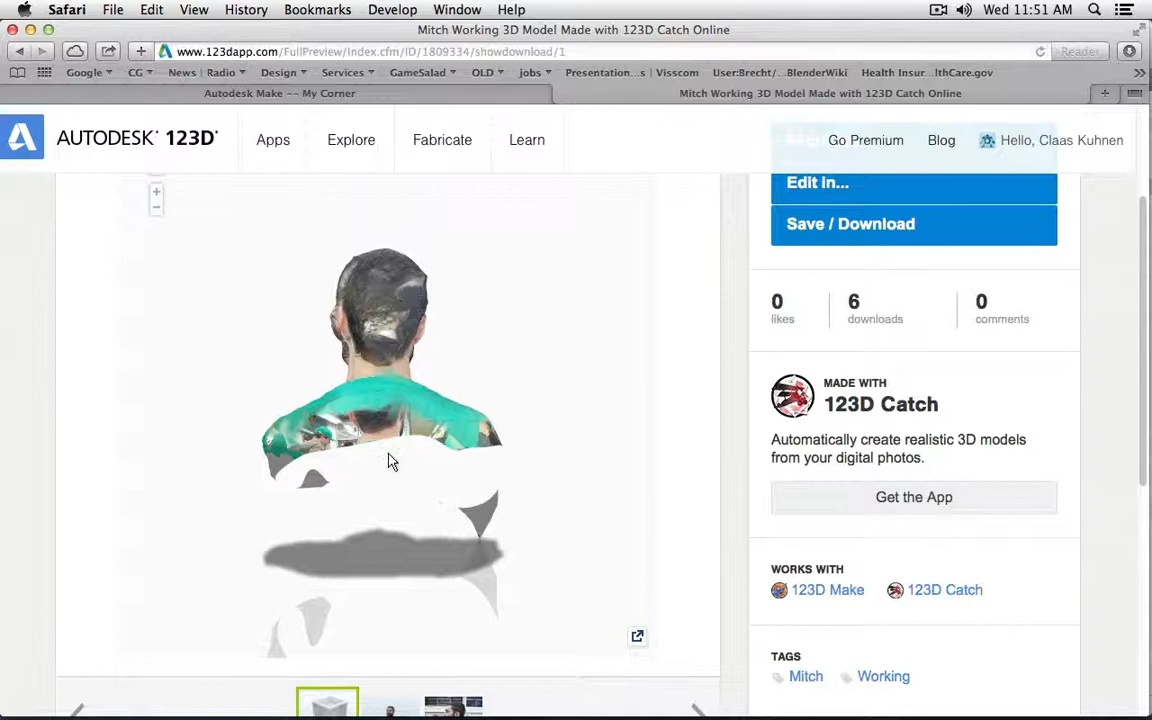 Safari File Edit View History Bookmarks Develop Window Help Wed 11:51 AM
Mitch Working 3D Model Made with 123D Catch Online
www.123dapp.com/FullPreview/Index.cfm/ID/1809334/showdownload/1 Reader
Google CG News | Radio Design Services GameSalad OLD jobs Presentation...s | Visscom User:Brecht/...BlenderWiki Health Insur...lthCare.gov
Autodesk Make -- My Corner Mitch Working 3D Model Made with 123D Catch Online
AUTODESK® 123D® Apps Explore Fabricate Learn Go Premium Blog Hello, Claas Kuhnen
Edit in...
Save / Download
0 6 0
likes downloads comments
MADE WITH
123D Catch
Automatically create realistic 3D models
from your digital photos.
Get the App
WORKS WITH
123D Make 123D Catch
TAGS
Mitch Working